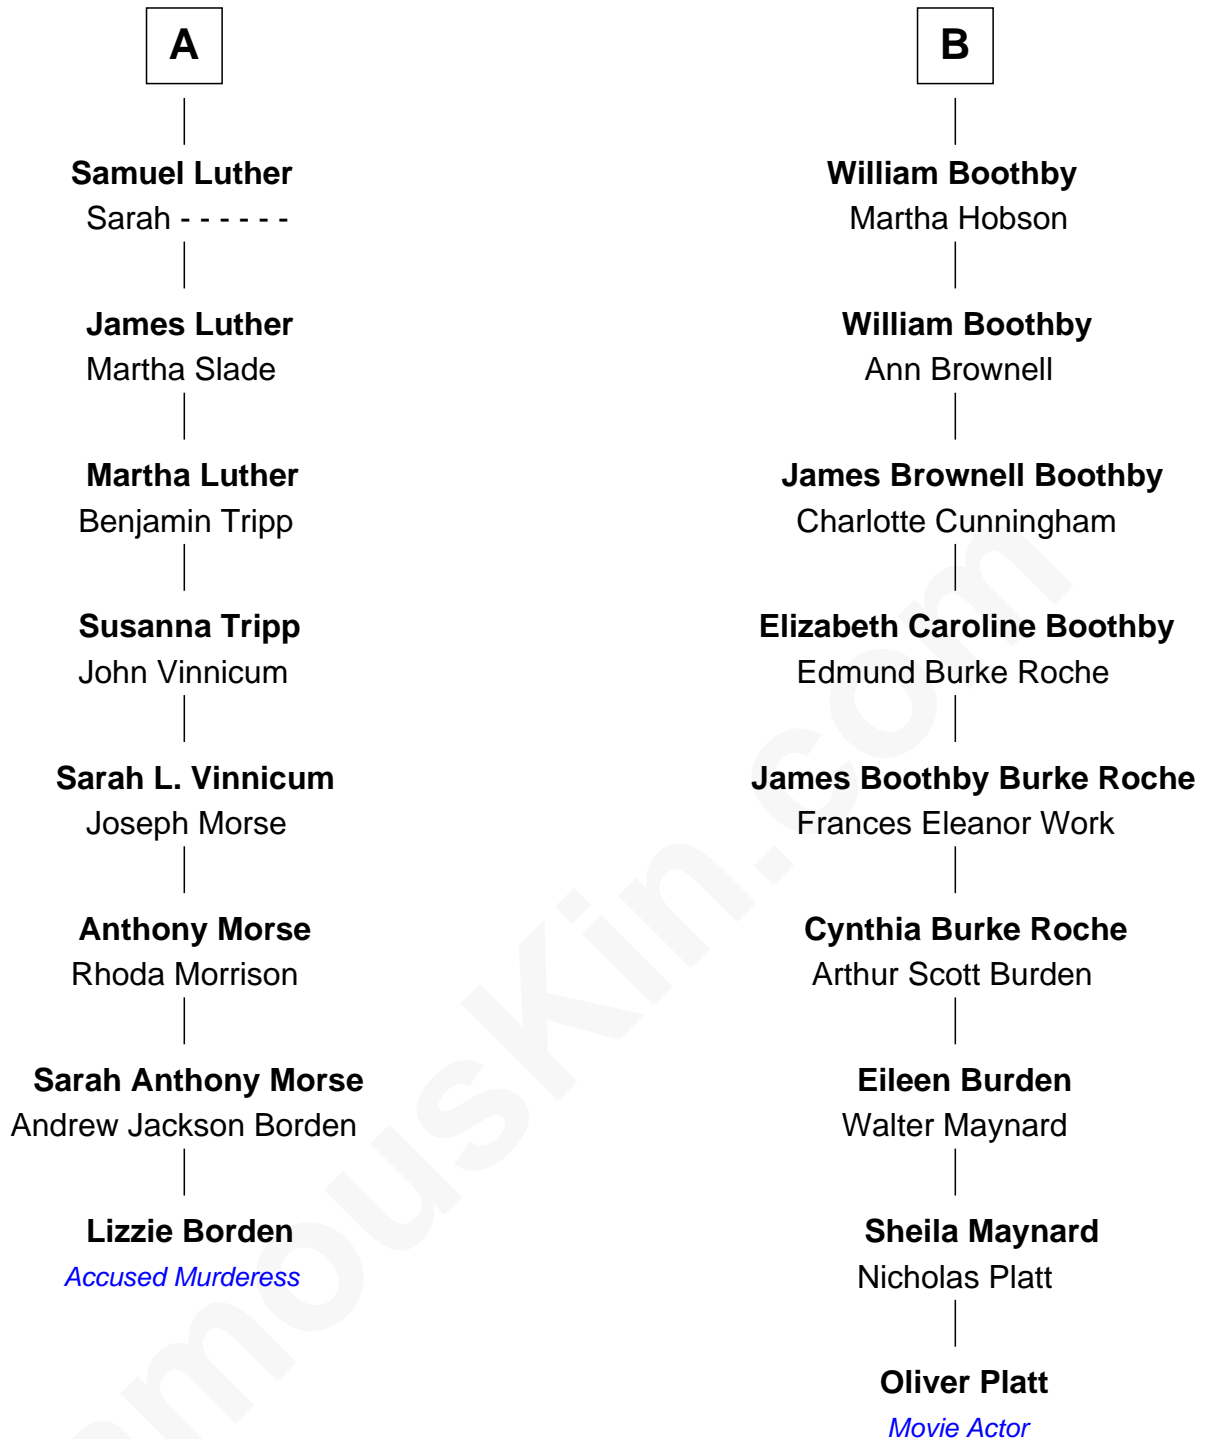 A
Samuel Luther
Sarah - - - - - -
James Luther
Martha Slade
Martha Luther
Benjamin Tripp
Susanna Tripp
John Vinnicum
Sarah L. Vinnicum
Joseph Morse
Anthony Morse
Rhoda Morrison
Sarah Anthony Morse
Andrew Jackson Borden
Lizzie Borden
Accused Murderess
B
William Boothby
Martha Hobson
William Boothby
Ann Brownell
James Brownell Boothby
Charlotte Cunningham
Elizabeth Caroline Boothby
Edmund Burke Roche
James Boothby Burke Roche
Frances Eleanor Work
Cynthia Burke Roche
Arthur Scott Burden
Eileen Burden
Walter Maynard
Sheila Maynard
Nicholas Platt
Oliver Platt
Movie Actor
amousKin.com